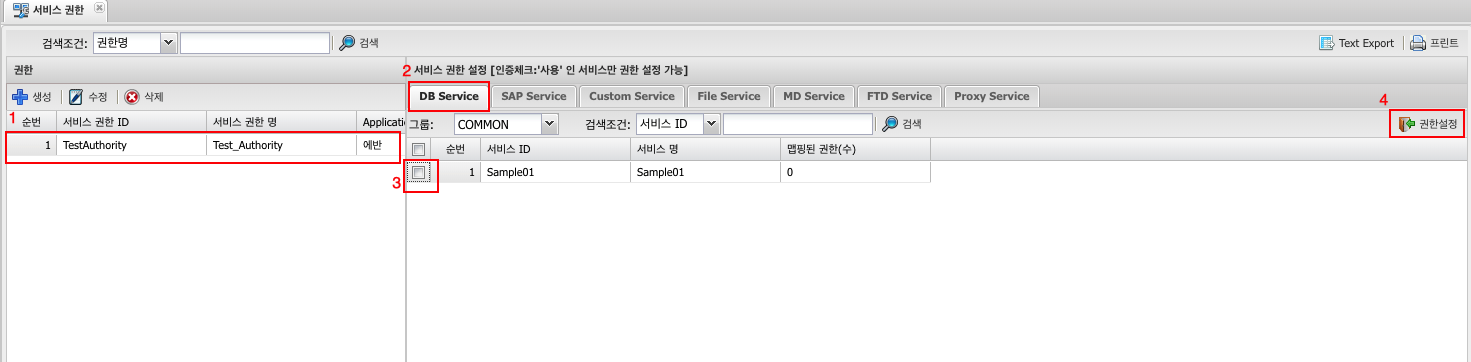 서비스 권한
검색조건: 권한명 검색 Text Export 프린트
권한
2 서비스 권한 설정 [인증체크:'사용' 인 서비스만 권한 설정 가능]
생성 수정 삭제
DB Service SAP Service Custom Service File Service MD Service FTD Service Proxy Service
1
4
순번 서비스 권한 ID 서비스 권한 명 Applicati
그룹: COMMON 검색조건: 서비스 ID 검색 권한설정
1 TestAuthority Test_Authority 에반
순번 서비스 ID 서비스 명 맵핑된 권한(수)
3
1 Sample01 Sample01 0